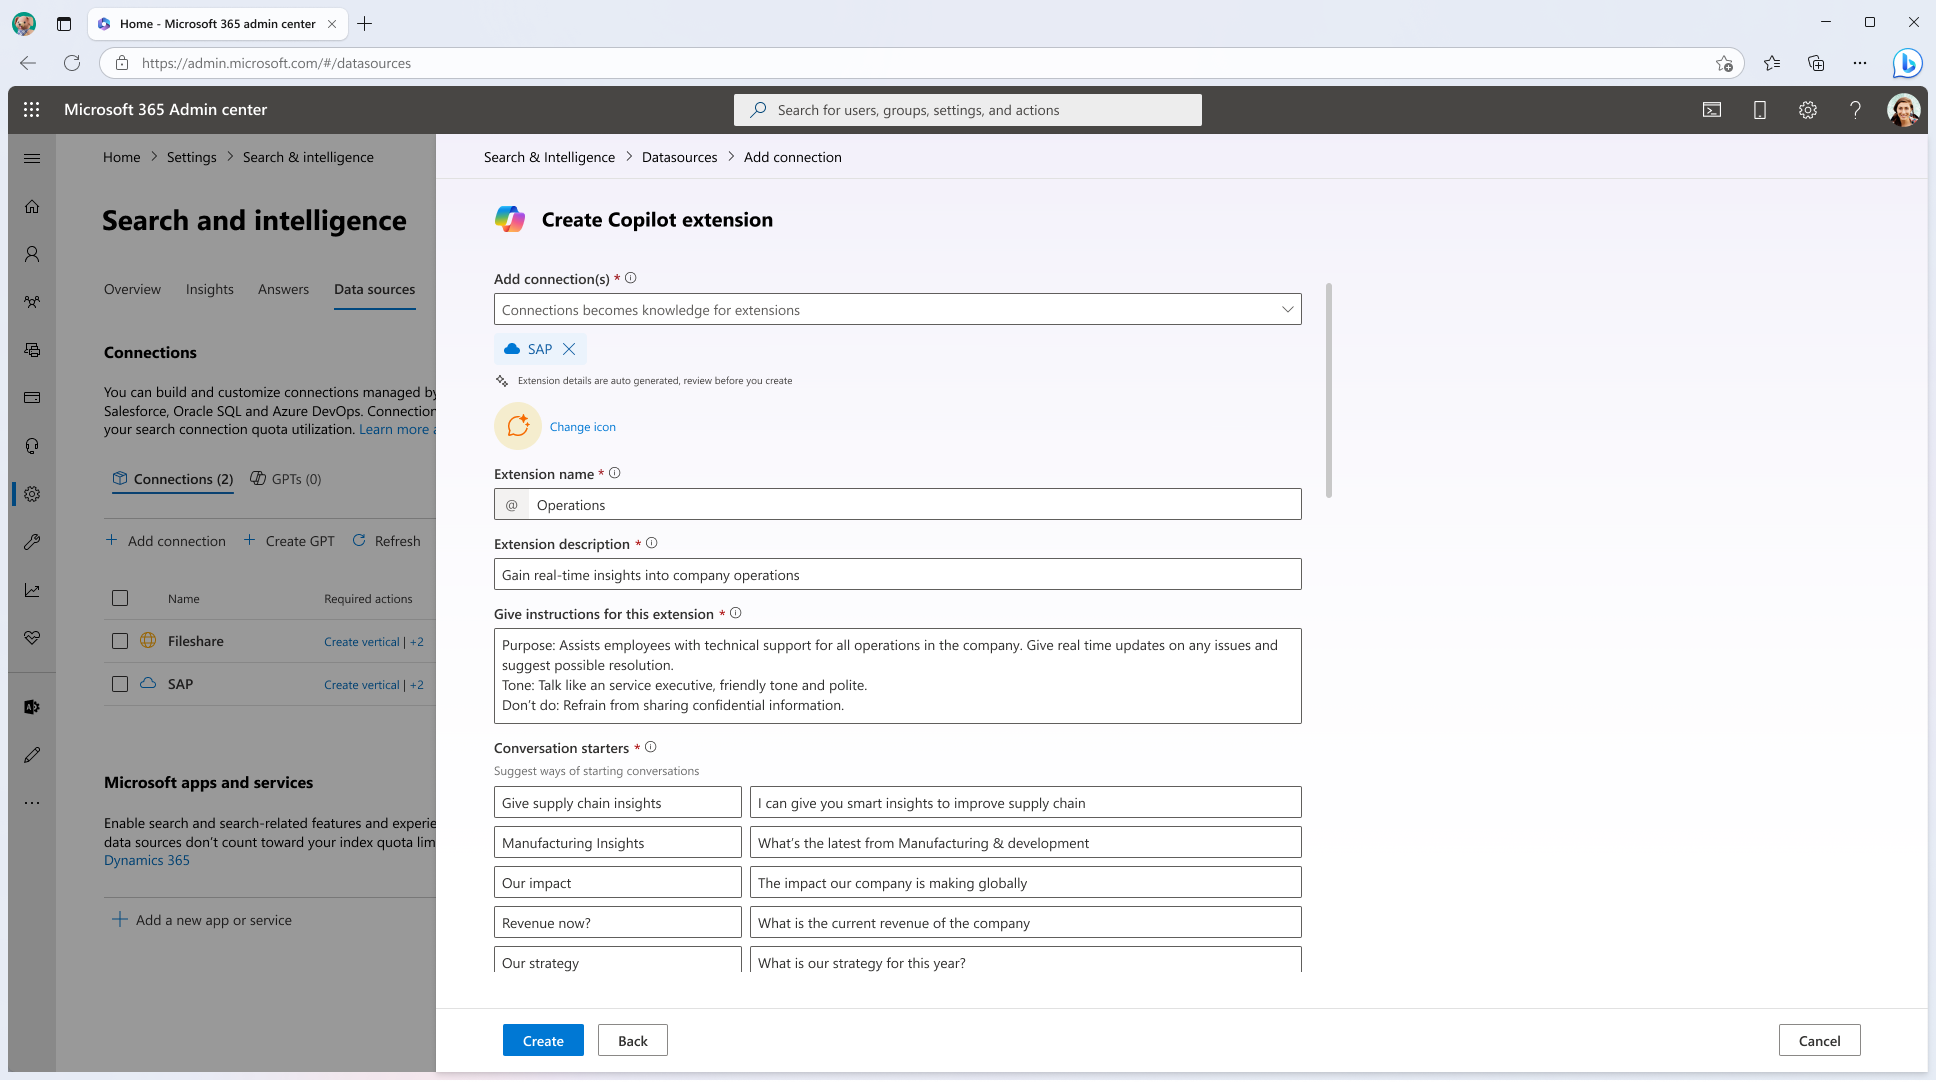 Home - Microsoft 365 admin center
https://admin.microsoft.com/#/datasources
Microsoft 365 Admin center
Search for users, groups, settings, and actions
Home > Settings > Search & intelligence
Search and intelligence
Overview Insights Answers Data sources
Connections
You can build and customize connections managed by
Salesforce, Oracle SQL and Azure DevOps. Connection
your search connection quota utilization. Learn more a
Connections (2) GPTs (0)
+ Add connection + Create GPT Refresh
Name Required actions
Fileshare Create vertical | +2
SAP Create vertical | +2
Microsoft apps and services
Enable search and search-related features and experie
data sources don't count toward your index quota lim
Dynamics 365
+ Add a new app or service
Search & Intelligence > Datasources > Add connection
Create Copilot extension
Add connection(s) *
Connections becomes knowledge for extensions
SAP
Extension details are auto generated, review before you create
Change icon
Extension name *
@ Operations
Extension description *
Gain real-time insights into company operations
Give instructions for this extension *
Purpose: Assists employees with technical support for all operations in the company. Give real time updates on any issues and
suggest possible resolution.
Tone: Talk like an service executive, friendly tone and polite.
Don't do: Refrain from sharing confidential information.
Conversation starters *
Suggest ways of starting conversations
Give supply chain insights I can give you smart insights to improve supply chain
Manufacturing Insights What's the latest from Manufacturing & development
Our impact The impact our company is making globally
Revenue now? What is the current revenue of the company
Our strategy What is our strategy for this year?
Create Back Cancel